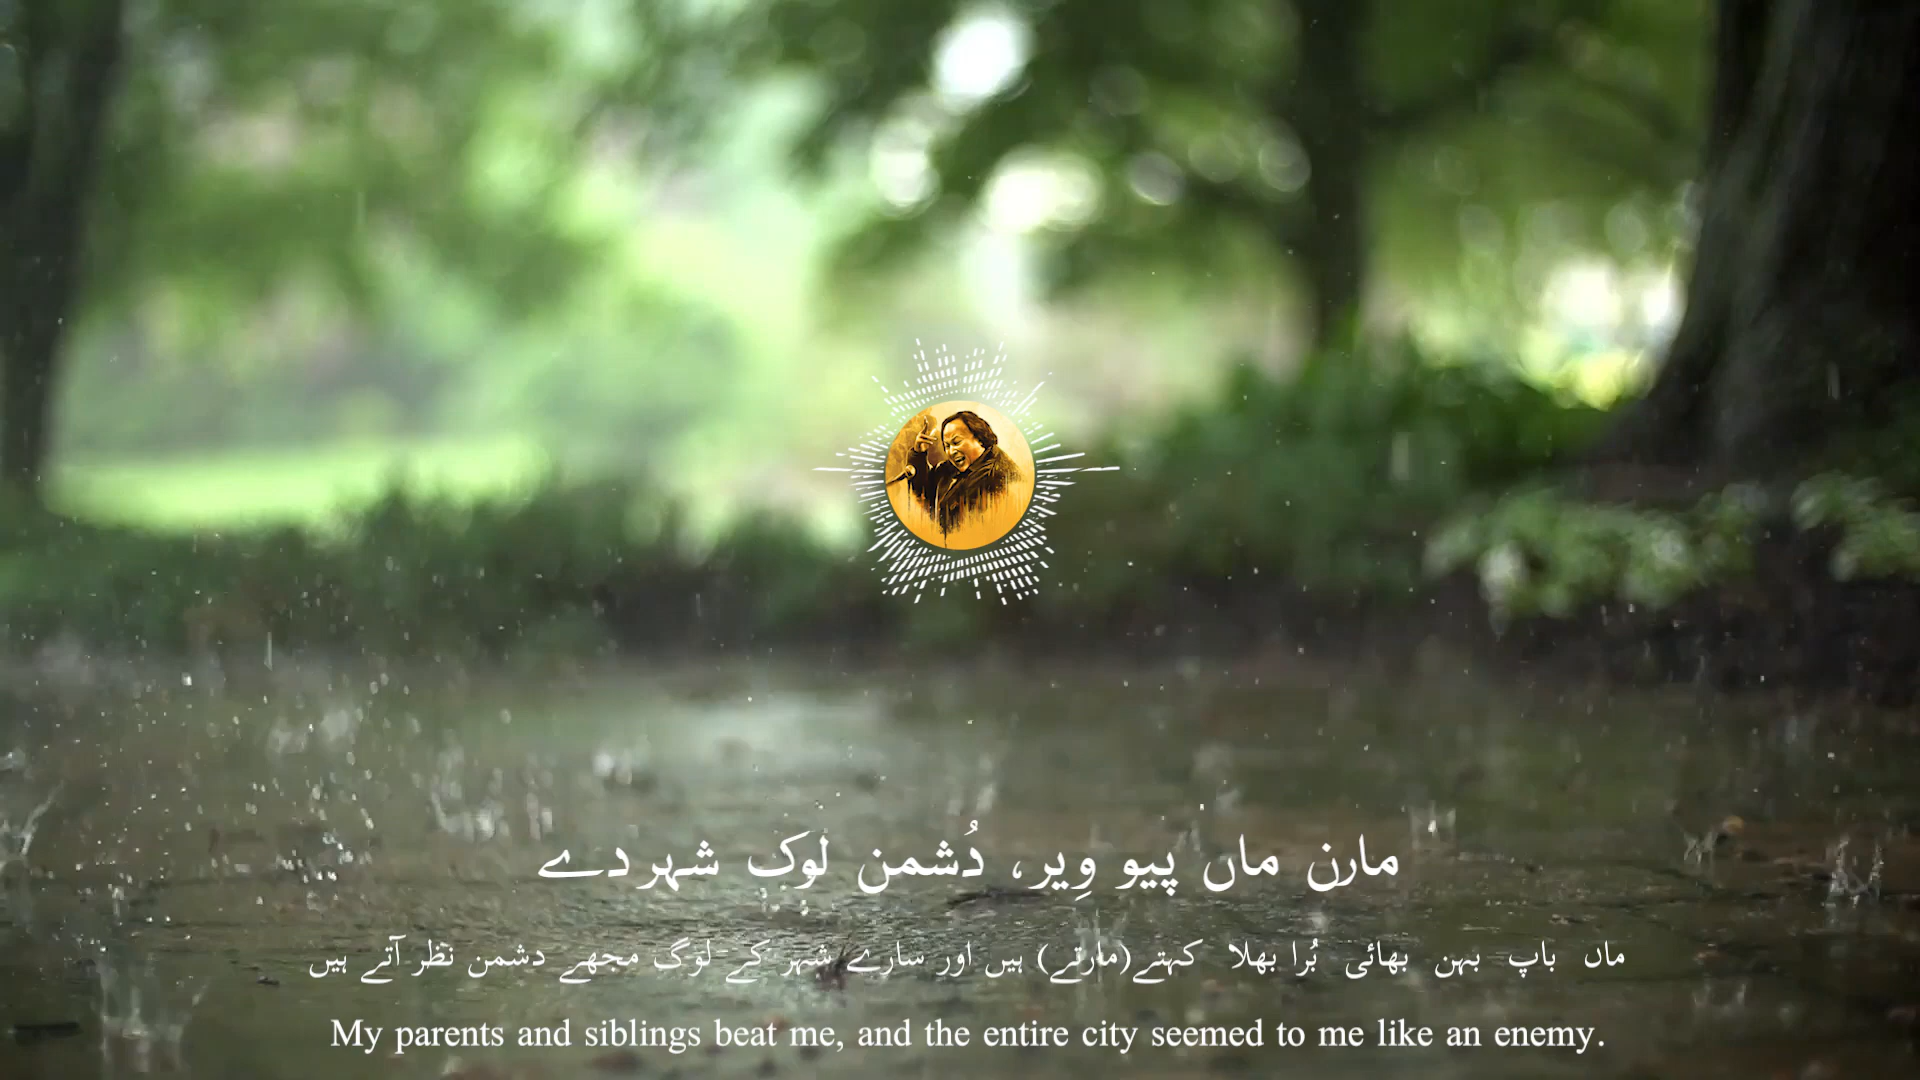 مارن ماں پیو وِیر، دُشمن لوک شہر دے
ماں باپ بہن بھائی بُرا بھلا کہتے(مارتے) ہیں اور سارے شہر کے لوگ مجھے دشمن نظر آتے ہیں
My parents and siblings beat me, and the entire city seemed to me like an enemy.